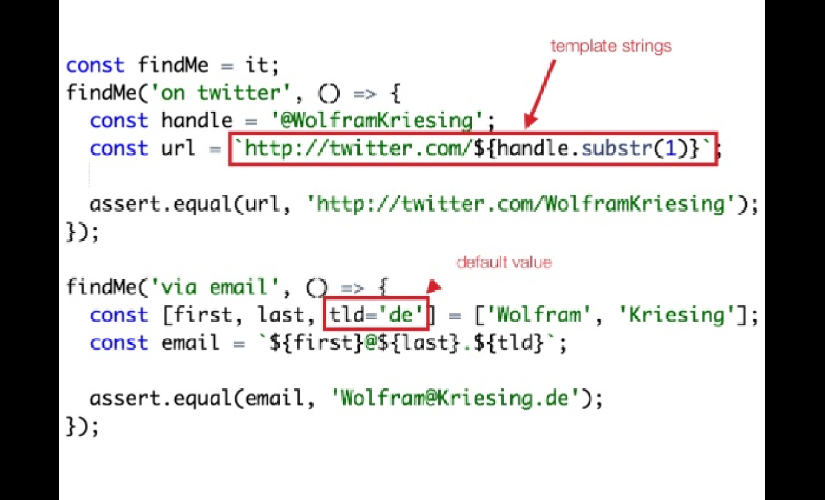 template strings
const findMe = it;
findMe('on twitter', () => {
  const handle = '@WolframKriesing';
  const url = `http://twitter.com/${handle.substr(1)}`;
  assert.equal(url, 'http://twitter.com/WolframKriesing');
});
default value
findMe('via email', () => {
  const [first, last, tld='de'] = ['Wolfram', 'Kriesing'];
  const email = `${first}@${last}.${tld}`;
  assert.equal(email, 'Wolfram@Kriesing.de');
});